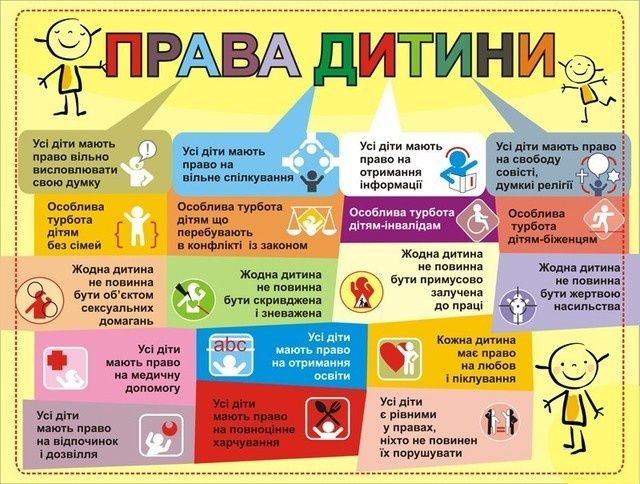 ПРАВА ДИТИНИ
Усі діти мають
право вільно
висловлювати
свою думку
Усі діти мають
право на
вільне спілкування
Усі діти мають
право на
отримання
інформації
Усі діти мають право
на свободу
совісті,
думкиі релігії
Особлива
турбота
дітям
без сімей
Особлива турбота
дітям що
перебувають
в конфлікті із законом
Особлива турбота
дітям-інвалідам
Особлива
турбота
дітям-біженцям
Жодна дитина
не повинна
бути об'єктом
сексуальних
домагань
Жодна дитина
не повинна
бути скривджена
і зневажена
Жодна дитина
не повинна
бути примусово
залучена
до праці
Жодна дитина
не повинна
бути жертвою
насильства
Усі діти
мають право
на медичну
допомогу
abc
Усі діти
мають право
на отримання
освіти
Кожна дитина
має право
на любов
і піклування
Усі діти
мають право
на відпочинок
і дозвілля
Усі діти
мають право
на повноцінне
харчування
Усі діти
є рівними
у правах,
ніхто не повинен
їх порушувати